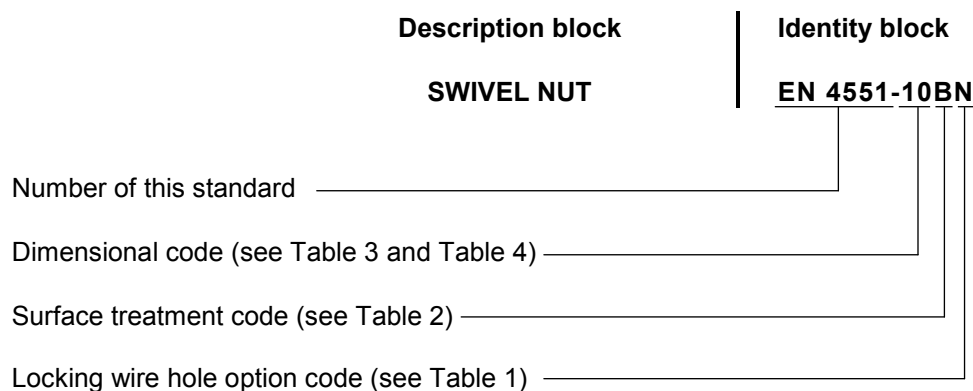 Description block Identity block
SWIVEL NUT EN 4551-10BN
Number of this standard
Dimensional code (see Table 3 and Table 4)
Surface treatment code (see Table 2)
Locking wire hole option code (see Table 1)